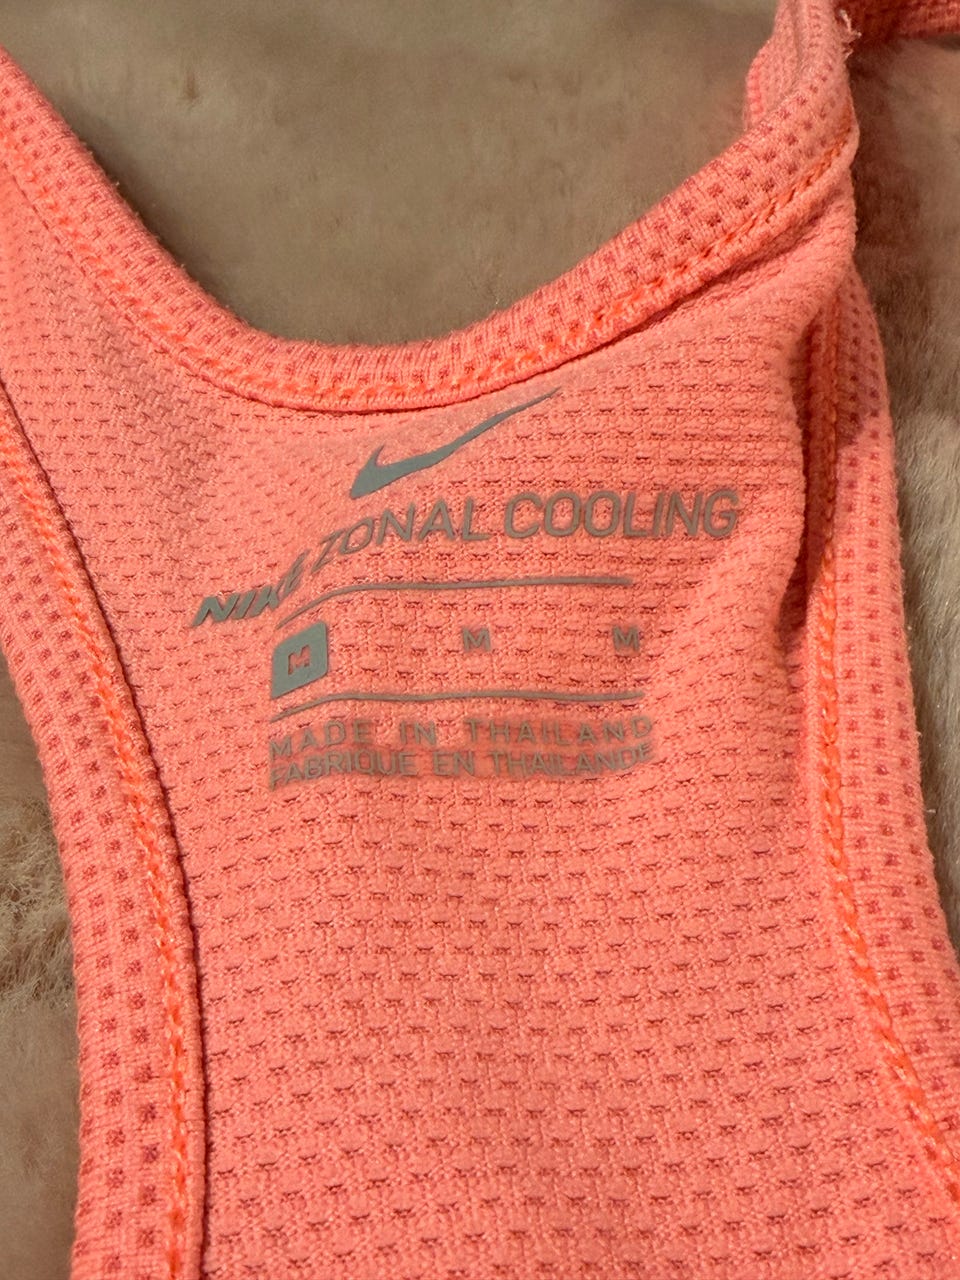 NIKE ZONAL COOLING
M M M
MADE IN THAILAND
FABRIQUE EN THAILANDE